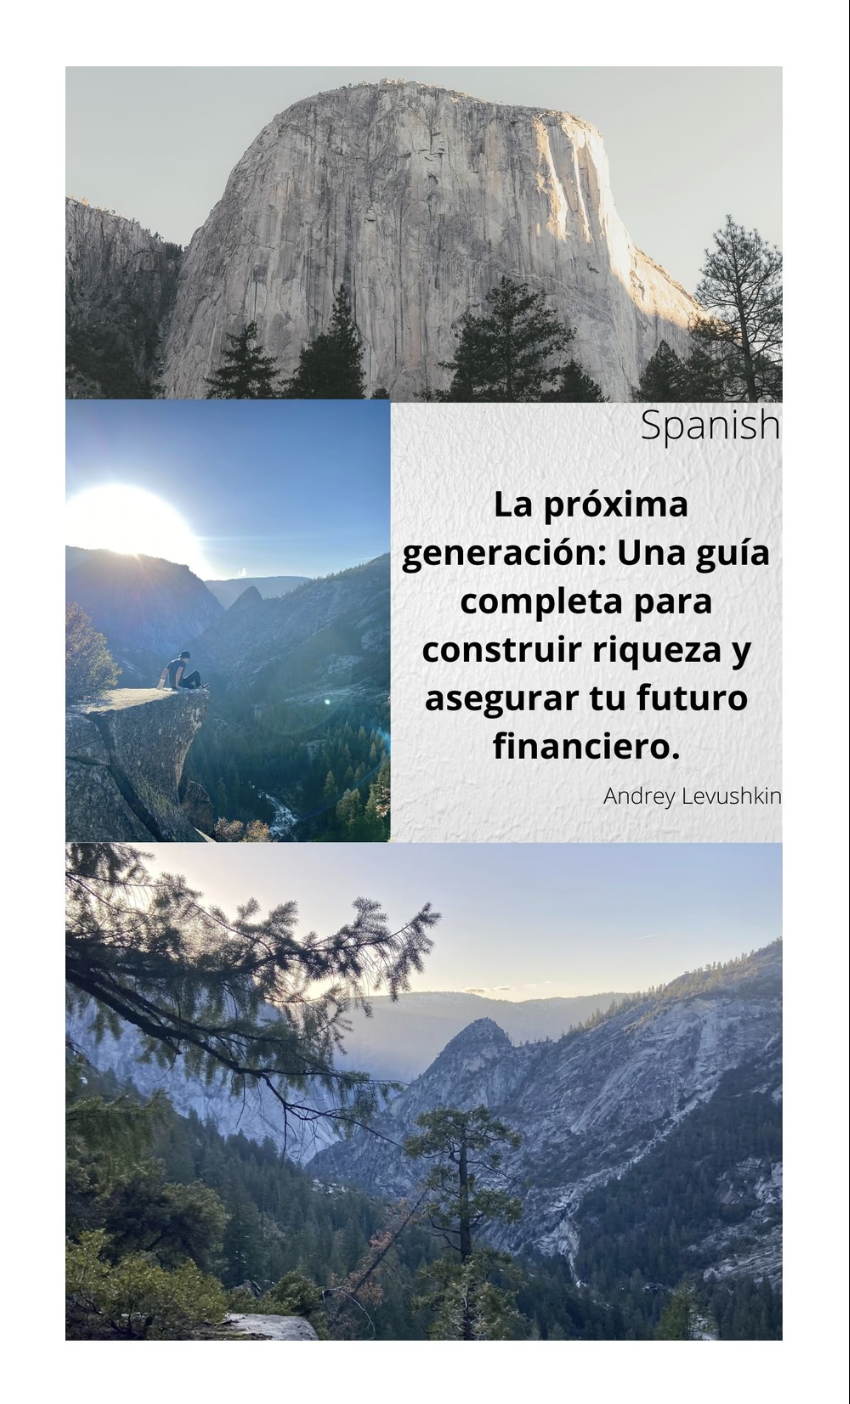 Spanish
La próxima
generación: Una guía
completa para
construir riqueza y
asegurar tu futuro
financiero.
Andrey Levushkin